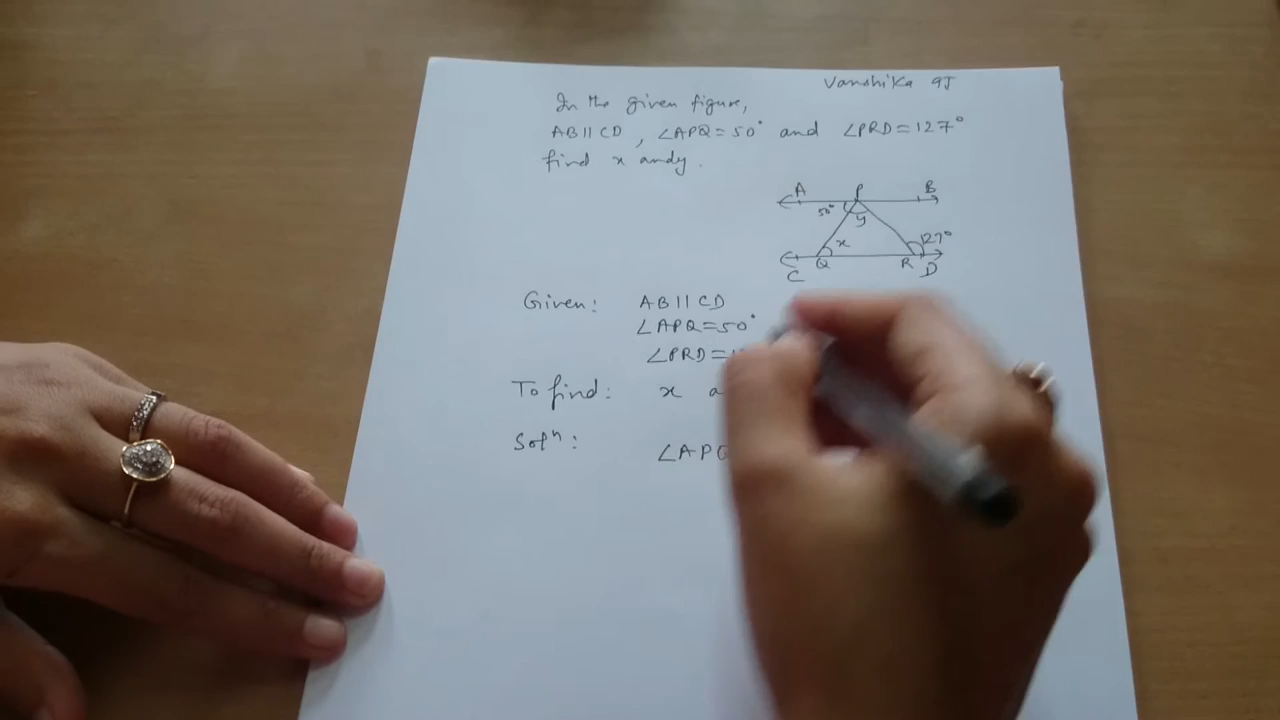 Vanshika 9J
In the given figure,
AB || CD , ∠APQ = 50° and ∠PRD = 127°
find x and y .
A P B
50° y
x 127°
C Q R D
Given: AB || CD
∠APQ = 50°
∠PRD = 1
To find: x a
Solⁿ: ∠APQ